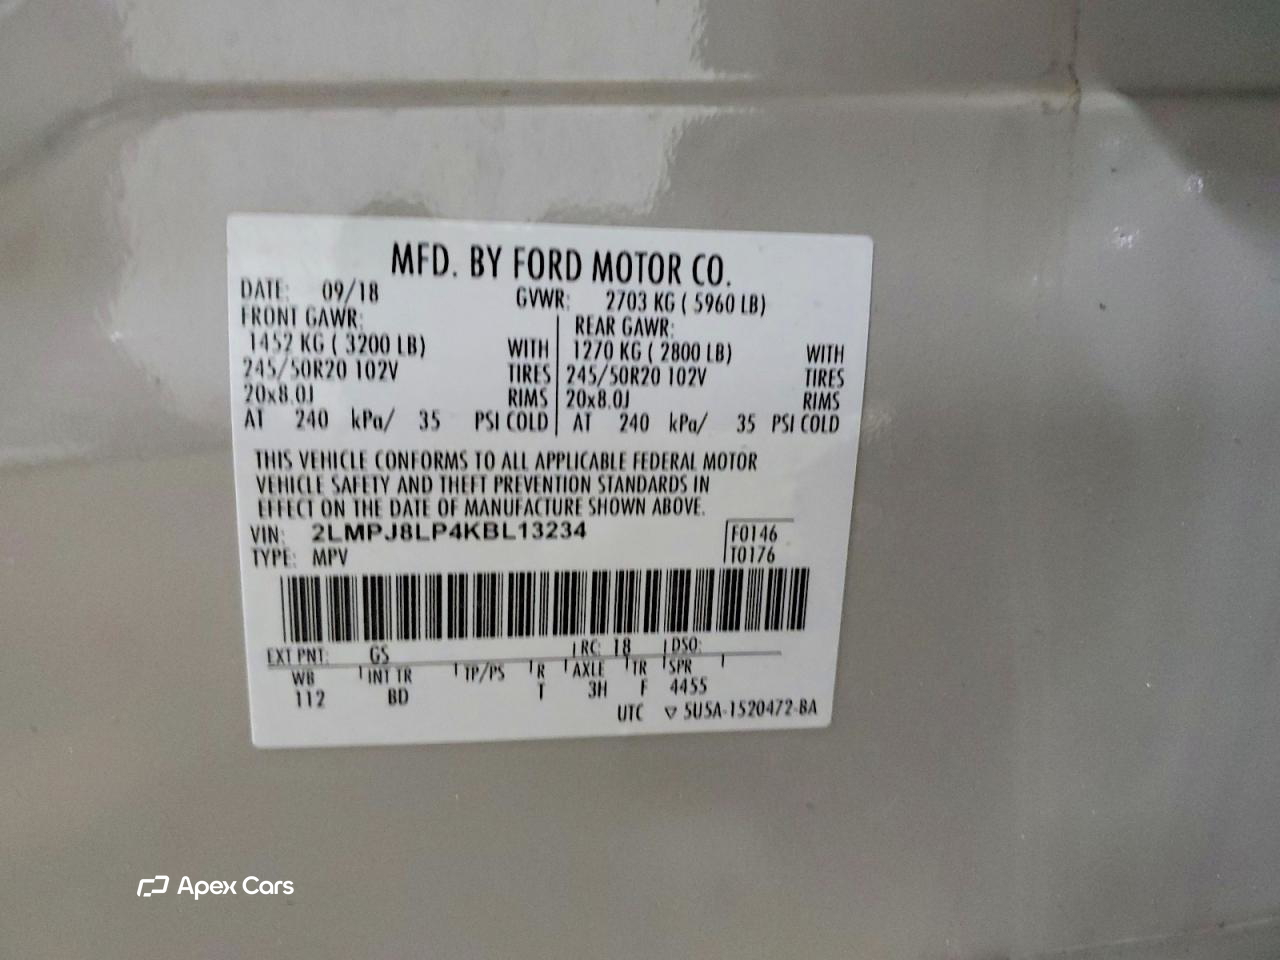 MFD. BY FORD MOTOR CO.
DATE: 09/18 GVWR: 2703 KG ( 5960 LB)
FRONT GAWR: REAR GAWR:
1452 KG ( 3200 LB) WITH 1270 KG ( 2800 LB) WITH
245/50R20 102V TIRES 245/50R20 102V TIRES
20x8.0J RIMS 20x8.0J RIMS
AT 240 kPa/ 35 PSI COLD AT 240 kPa/ 35 PSI COLD
THIS VEHICLE CONFORMS TO ALL APPLICABLE FEDERAL MOTOR
VEHICLE SAFETY AND THEFT PREVENTION STANDARDS IN
EFFECT ON THE DATE OF MANUFACTURE SHOWN ABOVE.
VIN: 2LMPJ8LP4KBL13234 F0146
TYPE: MPV T0176
EXT PNT: GS RC: 18 DSO:
WB INT TR TP/PS R AXLE TR SPR
112 BD T 3H F 4455
UTC ▽ 5U5A-1520472-BA
Apex Cars